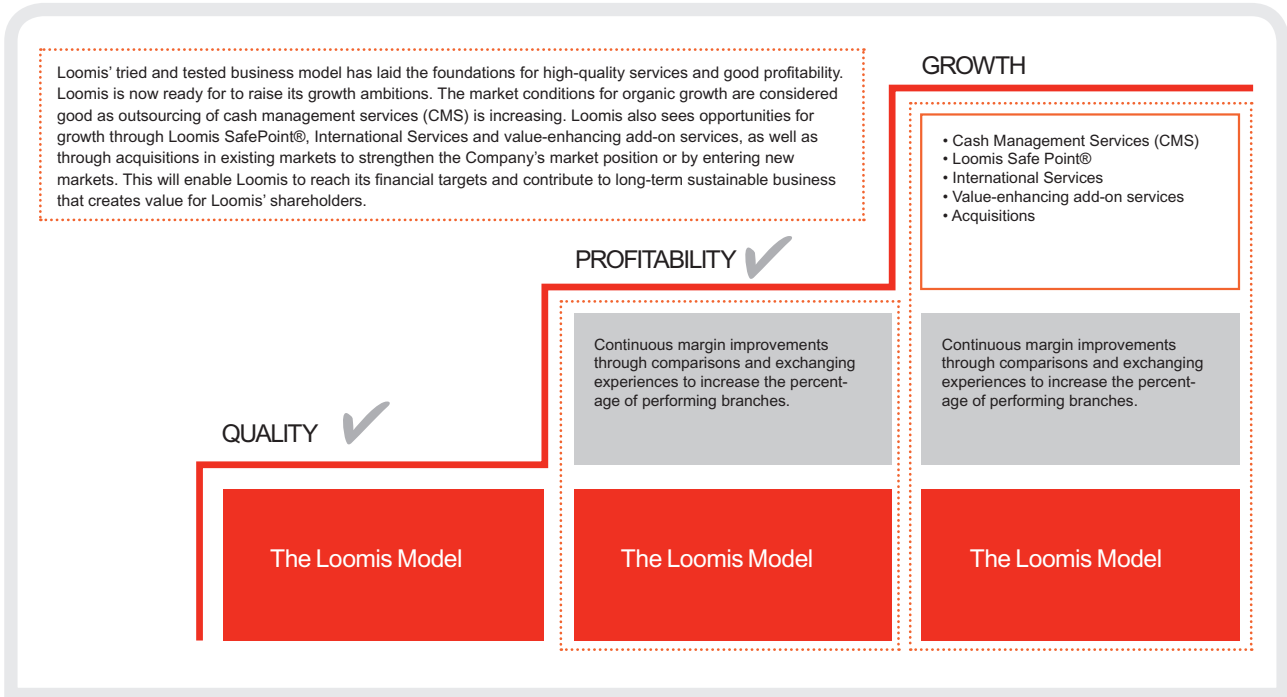 Loomis’ tried and tested business model has laid the foundations for high-quality services and good profitability.
Loomis is now ready for to raise its growth ambitions. The market conditions for organic growth are considered
good as outsourcing of cash management services (CMS) is increasing. Loomis also sees opportunities for
growth through Loomis SafePoint®, International Services and value-enhancing add-on services, as well as
through acquisitions in existing markets to strengthen the Company’s market position or by entering new
markets. This will enable Loomis to reach its financial targets and contribute to long-term sustainable business
that creates value for Loomis’ shareholders.
GROWTH
• Cash Management Services (CMS)
• Loomis Safe Point®
• International Services
• Value-enhancing add-on services
• Acquisitions
PROFITABILITY
Continuous margin improvements
through comparisons and exchanging
experiences to increase the percent-
age of performing branches.
Continuous margin improvements
through comparisons and exchanging
experiences to increase the percent-
age of performing branches.
QUALITY
The Loomis Model
The Loomis Model
The Loomis Model